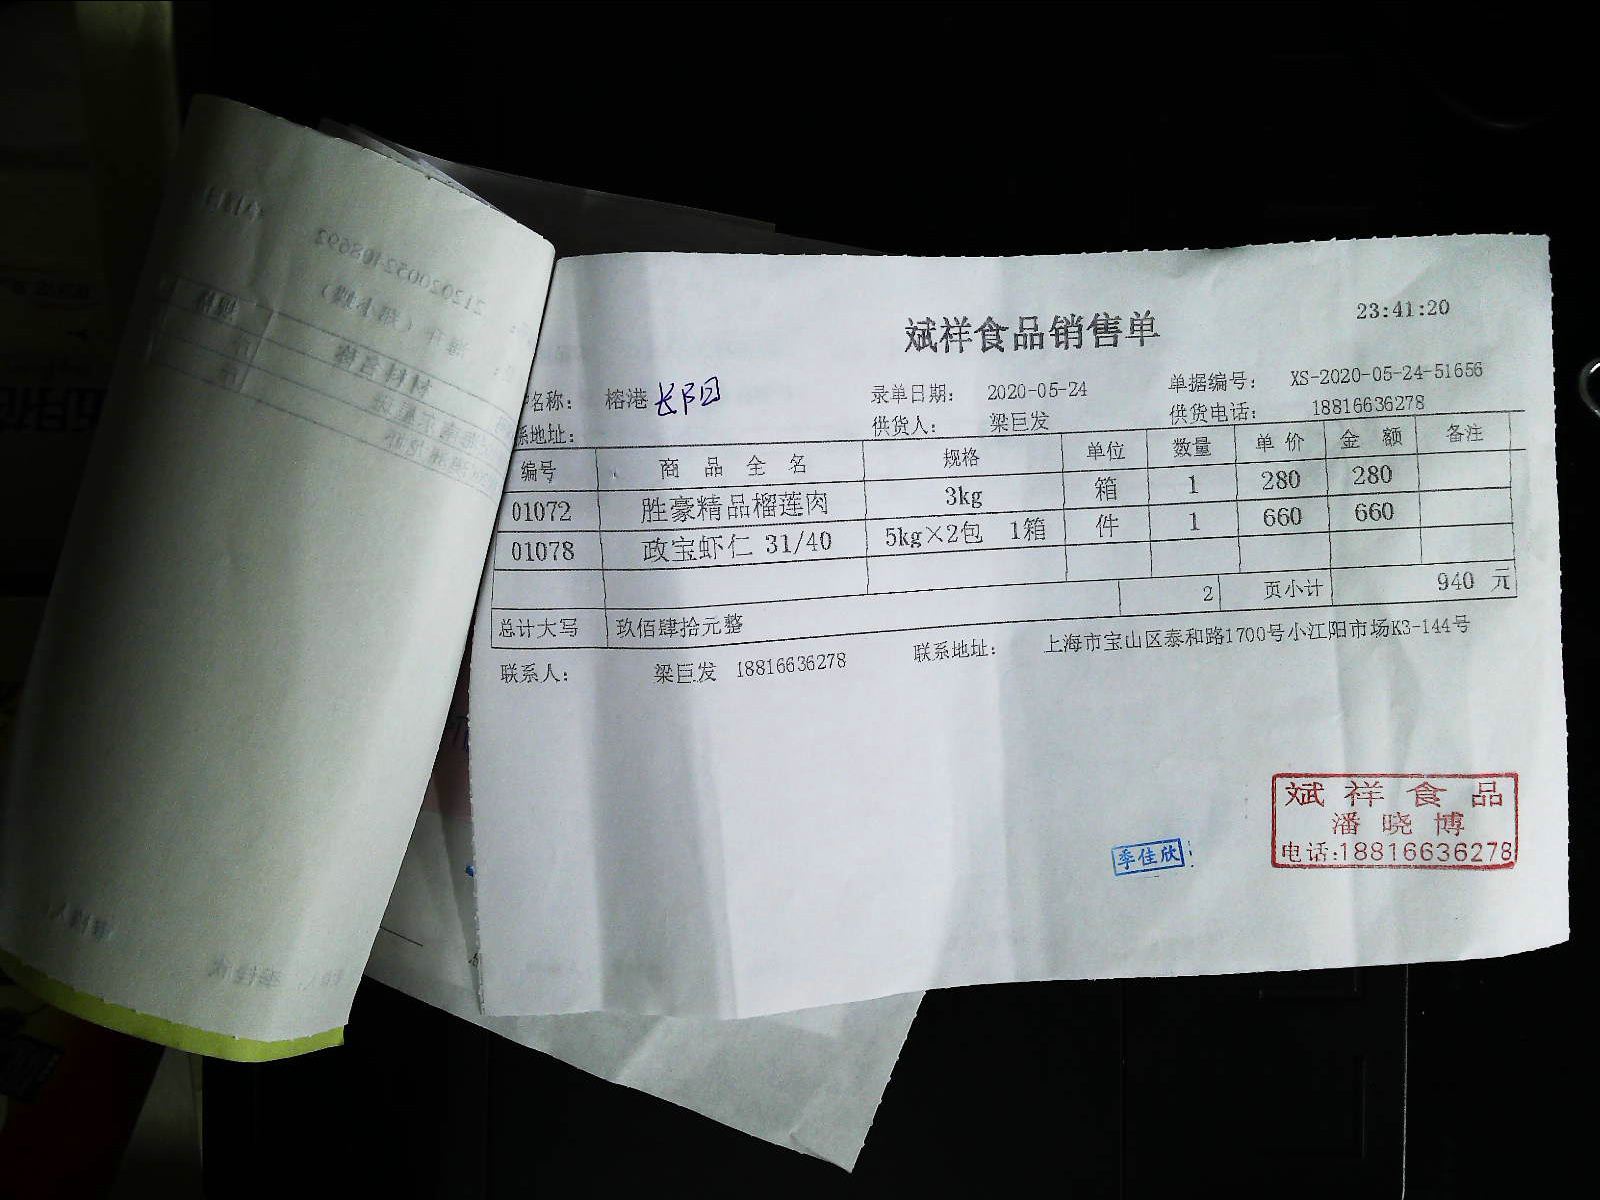 23:41:20
斌祥食品销售单
名称： 榕港 长阳 录单日期： 2020-05-24 单据编号： XS-2020-05-24-51656
系地址： 供货人： 梁巨发 供货电话： 18816636278
编号 商品全名 规格 单位 数量 单价 金额 备注
01072 胜豪精品榴莲肉 3kg 箱 1 280 280
01078 政宝虾仁 31/40 5kg×2包 1箱 件 1 660 660
2 页小计 940 元
总计大写 玖佰肆拾元整
联系人： 梁巨发 18816636278 联系地址： 上海市宝山区泰和路1700号小江阳市场K3-144号
斌祥食品
潘晓博
电话:18816636278
季佳欣